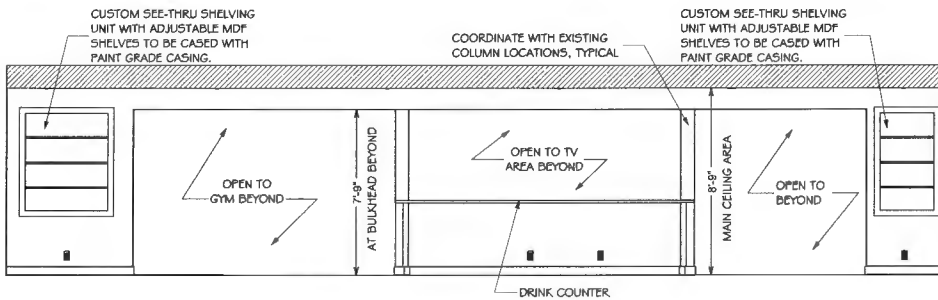 CUSTOM SEE-THRU SHELVING
UNIT WITH ADJUSTABLE MDF
SHELVES TO BE CASED WITH
PAINT GRADE CASING.
COORDINATE WITH EXISTING
COLUMN LOCATIONS, TYPICAL
CUSTOM SEE-THRU SHELVING
UNIT WITH ADJUSTABLE MDF
SHELVES TO BE CASED WITH
PAINT GRADE CASING.
OPEN TO
GYM BEYOND
7'-9"
AT BULKHEAD BEYOND
OPEN TO TV
AREA BEYOND
8'-9"
MAIN CEILING AREA
OPEN TO
BEYOND
DRINK COUNTER